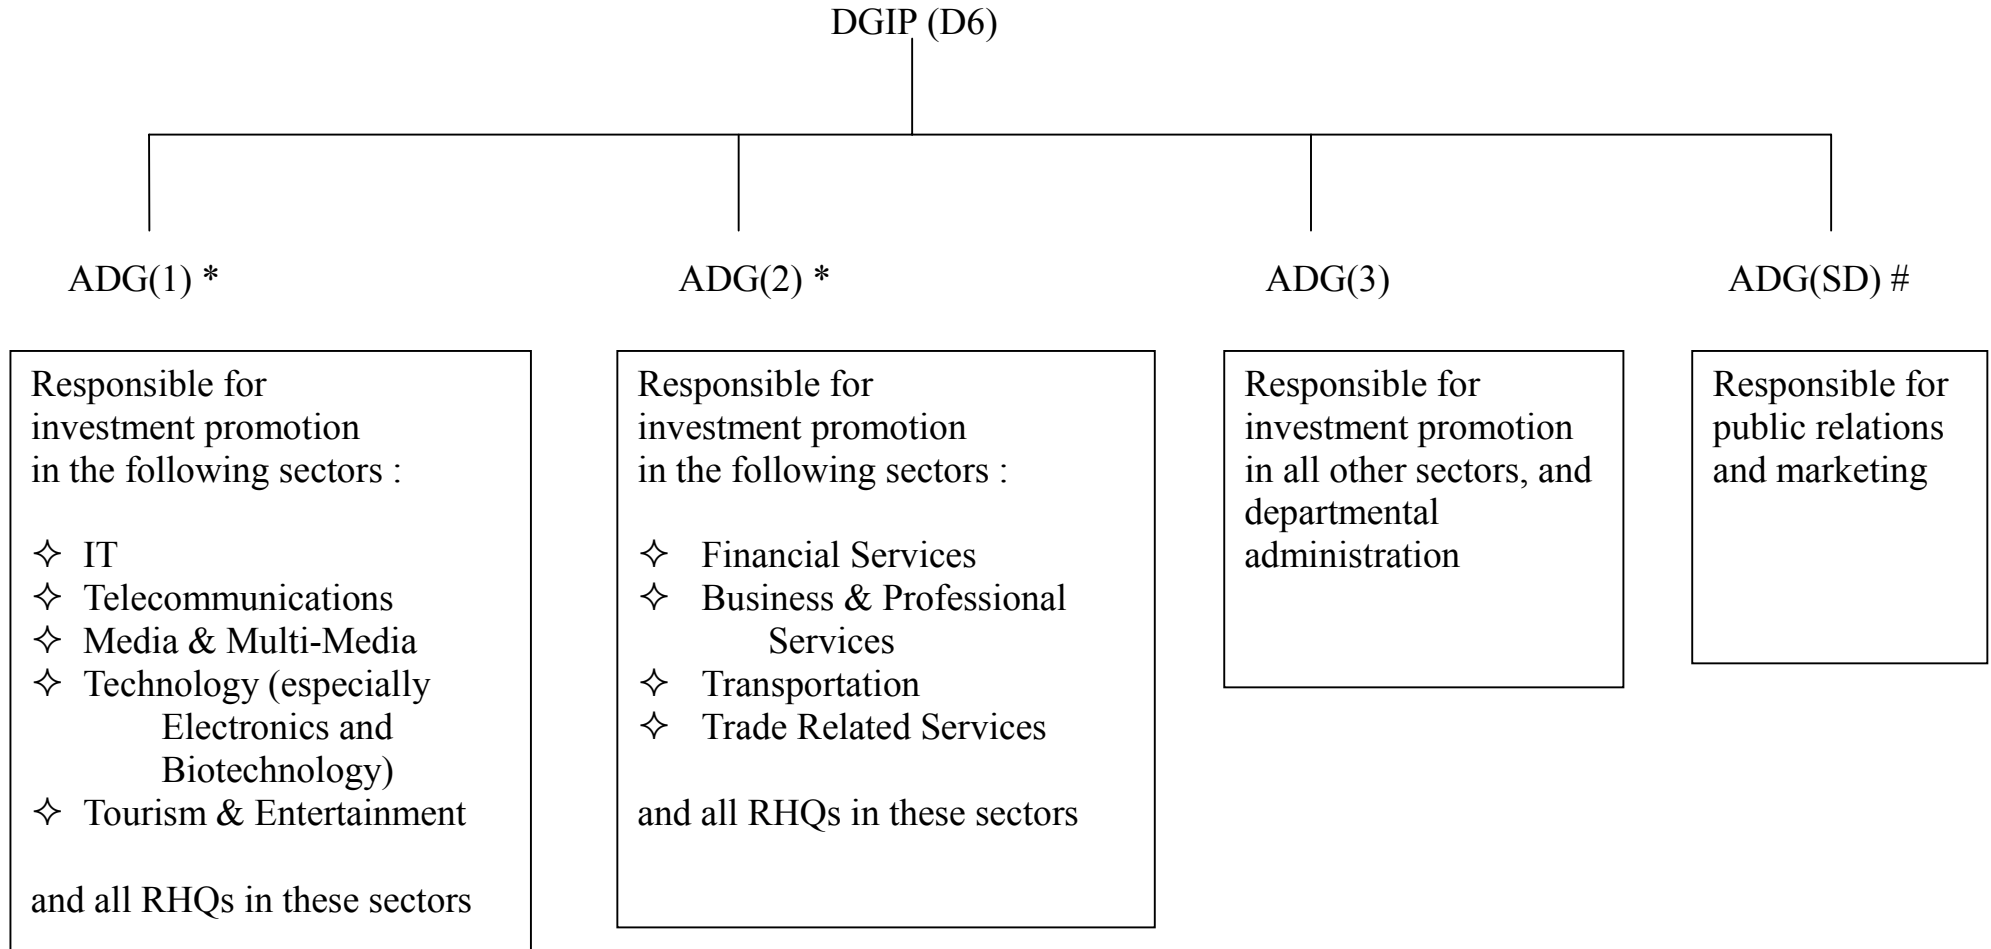 DGIP (D6)
ADG(1) *
ADG(2) *
ADG(3)
ADG(SD) #
Responsible for
investment promotion
in the following sectors :
✧ IT
✧ Telecommunications
✧ Media & Multi-Media
✧ Technology (especially
Electronics and
Biotechnology)
✧ Tourism & Entertainment
and all RHQs in these sectors
Responsible for
investment promotion
in the following sectors :
✧ Financial Services
✧ Business & Professional
Services
✧ Transportation
✧ Trade Related Services
and all RHQs in these sectors
Responsible for
investment promotion
in all other sectors, and
departmental
administration
Responsible for
public relations
and marketing